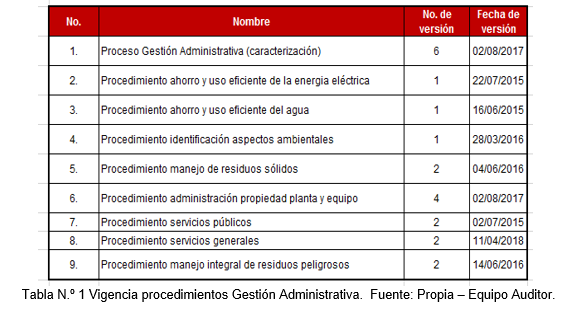 No. Nombre No. de versión Fecha de versión
1. Proceso Gestión Administrativa (caracterización) 6 02/08/2017
2. Procedimiento ahorro y uso eficiente de la energia eléctrica 1 22/07/2015
3. Procedimiento ahorro y uso eficiente del agua 1 16/06/2015
4. Procedimiento identificación aspectos ambientales 1 28/03/2016
5. Procedimiento manejo de residuos sólidos 2 04/06/2016
6. Procedimiento administración propiedad planta y equipo 4 02/08/2017
7. Procedimiento servicios públicos 2 02/07/2015
8. Procedimiento servicios generales 2 11/04/2018
9. Procedimiento manejo integral de residuos peligrosos 2 14/06/2016
Tabla N.º 1 Vigencia procedimientos Gestión Administrativa. Fuente: Propia – Equipo Auditor.